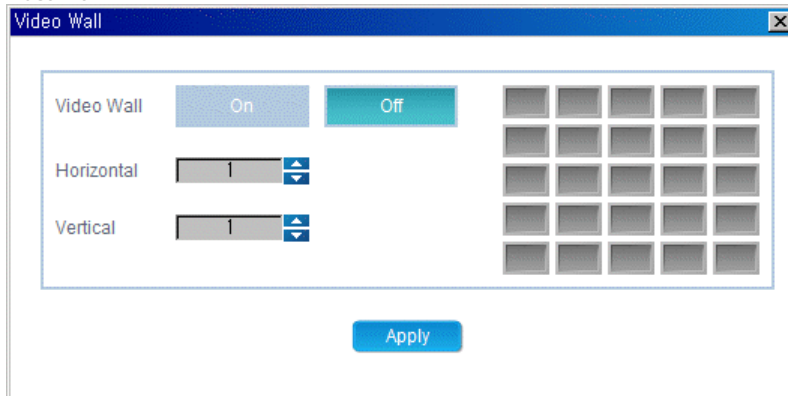 Video Wall
Video Wall On Off
Horizontal 1
Vertical 1
Apply